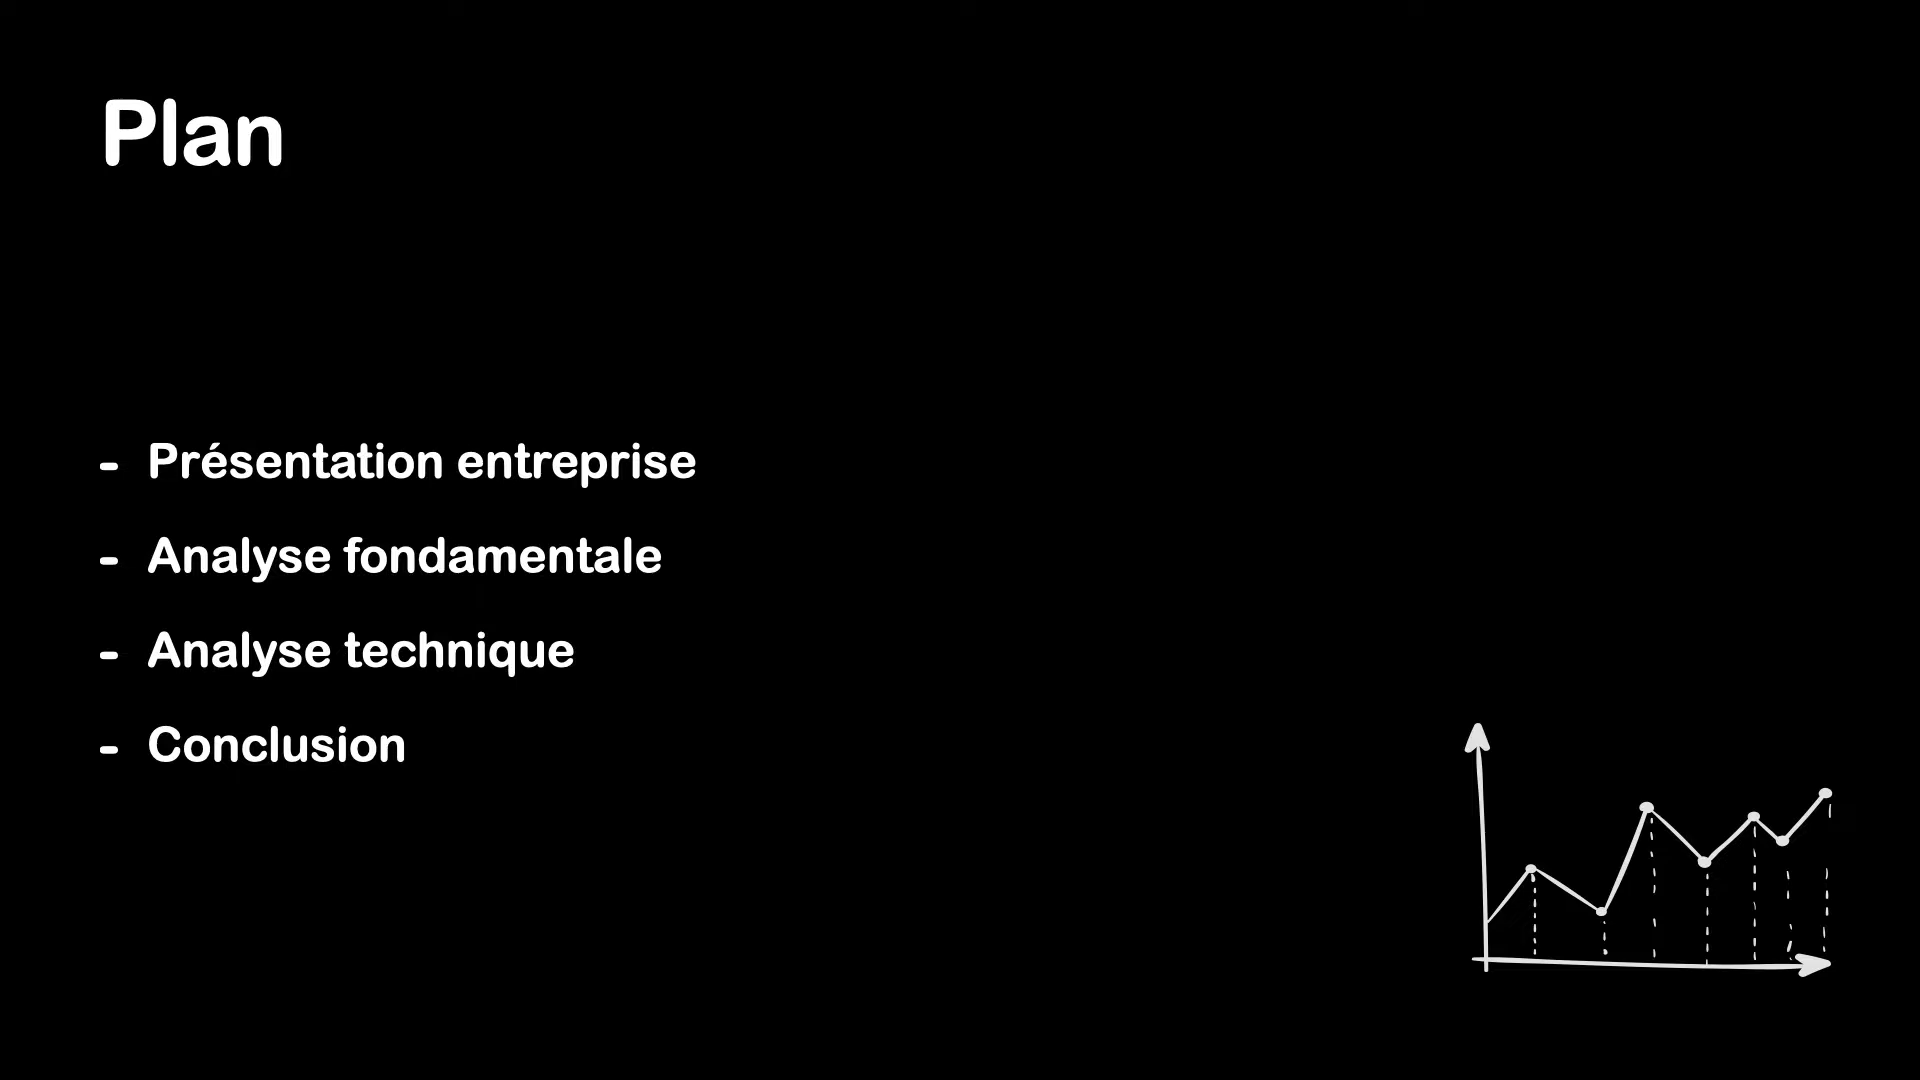 Plan
- Présentation entreprise
- Analyse fondamentale
- Analyse technique
- Conclusion